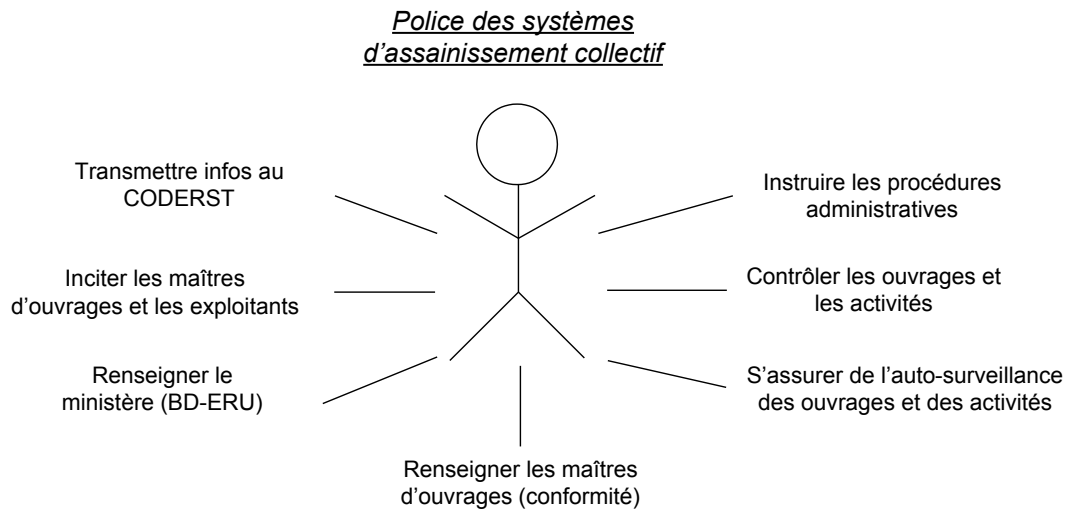 Police des systèmes
d’assainissement collectif
Transmettre infos au
CODERST
Instruire les procédures
administratives
Inciter les maîtres
d’ouvrages et les exploitants
Contrôler les ouvrages et
les activités
Renseigner le
ministère (BD-ERU)
S’assurer de l’auto-surveillance
des ouvrages et des activités
Renseigner les maîtres
d’ouvrages (conformité)